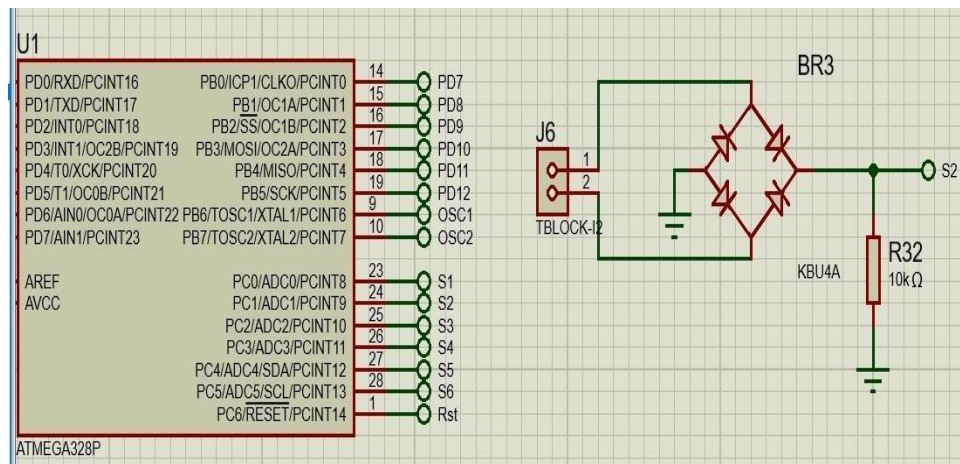 U1
PD0/RXD/PCINT16
PD1/TXD/PCINT17
PD2/INT0/PCINT18
PD3/INT1/OC2B/PCINT19
PD4/T0/XCK/PCINT20
PD5/T1/OC0B/PCINT21
PD6/AIN0/OC0A/PCINT22
PD7/AIN1/PCINT23
AREF
AVCC
PB0/ICP1/CLKO/PCINT0 14 PD7
PB1/OC1A/PCINT1 15 PD8
PB2/SS/OC1B/PCINT2 16 PD9
PB3/MOSI/OC2A/PCINT3 17 PD10
PB4/MISO/PCINT4 18 PD11
PB5/SCK/PCINT5 19 PD12
PB6/TOSC1/XTAL1/PCINT6 9 OSC1
PB7/TOSC2/XTAL2/PCINT7 10 OSC2
PC0/ADC0/PCINT8 23 S1
PC1/ADC1/PCINT9 24 S2
PC2/ADC2/PCINT10 25 S3
PC3/ADC3/PCINT11 26 S4
PC4/ADC4/SDA/PCINT12 27 S5
PC5/ADC5/SCL/PCINT13 28 S6
PC6/RESET/PCINT14 1 Rst
ATMEGA328P
BR3
J6
1
2
TBLOCK-I2
KBU4A
S2
R32
10kΩ